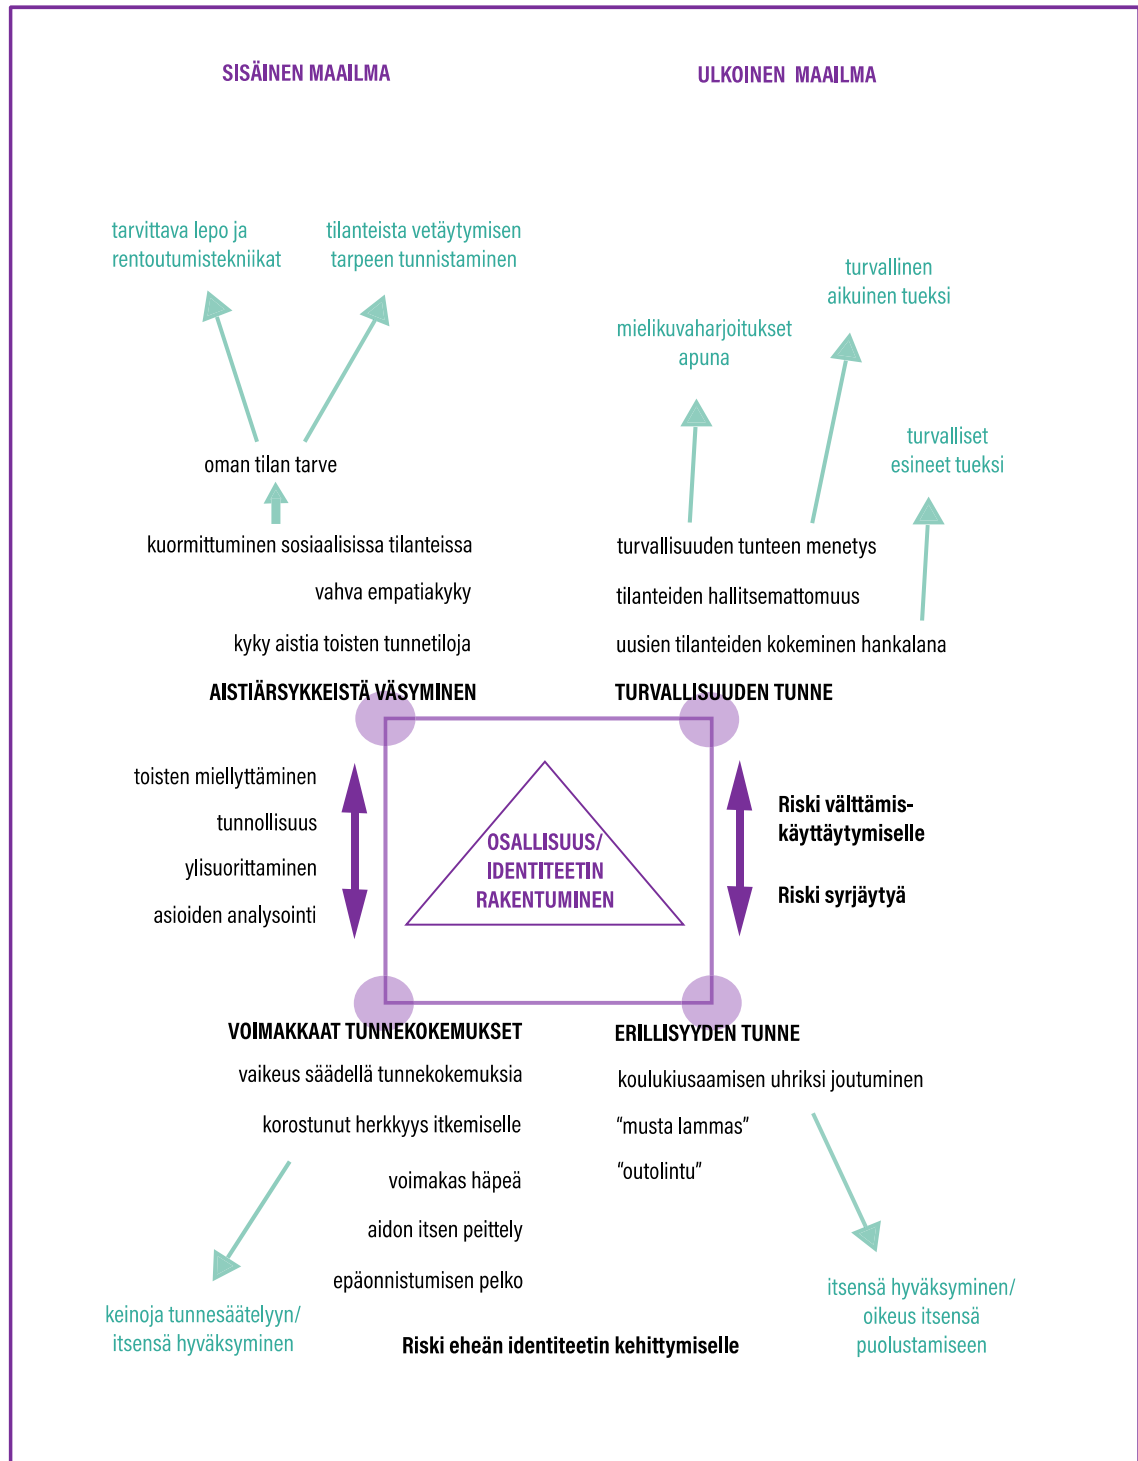 SISÄINEN MAAILMA
ULKOINEN MAAILMA
tarvittava lepo ja
rentoutumistekniikat
tilanteista vetäytymisen
tarpeen tunnistaminen
turvallinen
aikuinen tueksi
mielikuvaharjoitukset
apuna
turvalliset
esineet tueksi
oman tilan tarve
kuormittuminen sosiaalisissa tilanteissa
vahva empatiakyky
kyky aistia toisten tunnetiloja
AISTIÄRSYKKEISTÄ VÄSYMINEN
turvallisuuden tunteen menetys
tilanteiden hallitsemattomuus
uusien tilanteiden kokeminen hankalana
TURVALLISUUDEN TUNNE
toisten miellyttäminen
tunnollisuus
ylisuorittaminen
asioiden analysointi
OSALLISUUS/
IDENTITEETIN
RAKENTUMINEN
Riski välttämis-
käyttäytymiselle
Riski syrjäytyä
VOIMAKKAAT TUNNEKOKEMUKSET
vaikeus säädellä tunnekokemuksia
korostunut herkkyys itkemiselle
voimakas häpeä
aidon itsen peittely
epäonnistumisen pelko
ERILLISYYDEN TUNNE
koulukiusaamisen uhriksi joutuminen
“musta lammas”
“outolintu”
keinoja tunnesäätelyyn/
itsensä hyväksyminen
itsensä hyväksyminen/
oikeus itsensä
puolustamiseen
Riski eheän identiteetin kehittymiselle